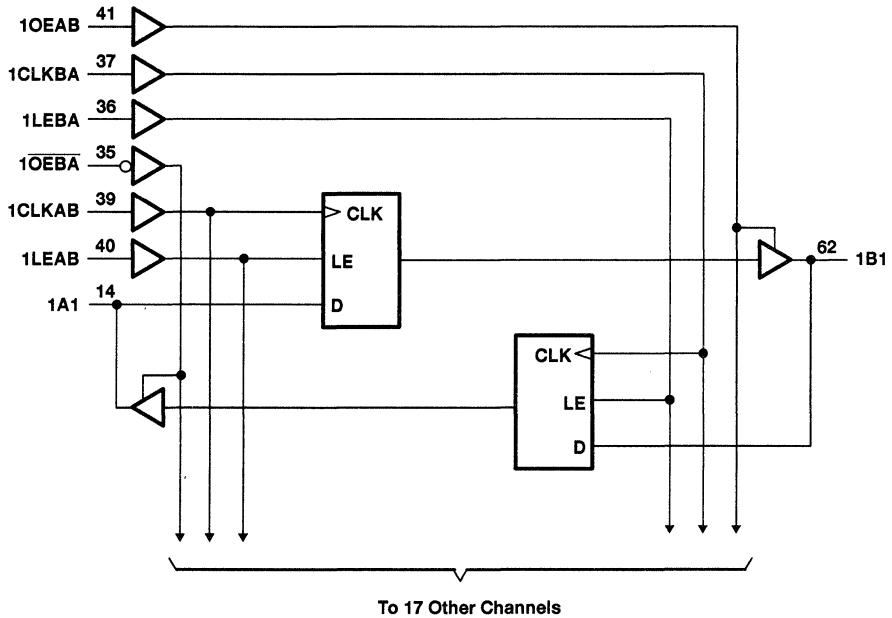 1OEAB 41
1CLKBA 37
1LEBA 36
1O̅E̅B̅A̅ 35
1CLKAB 39
1LEAB 40
1A1 14
CLK
LE
D
62 1B1
CLK
LE
D
To 17 Other Channels